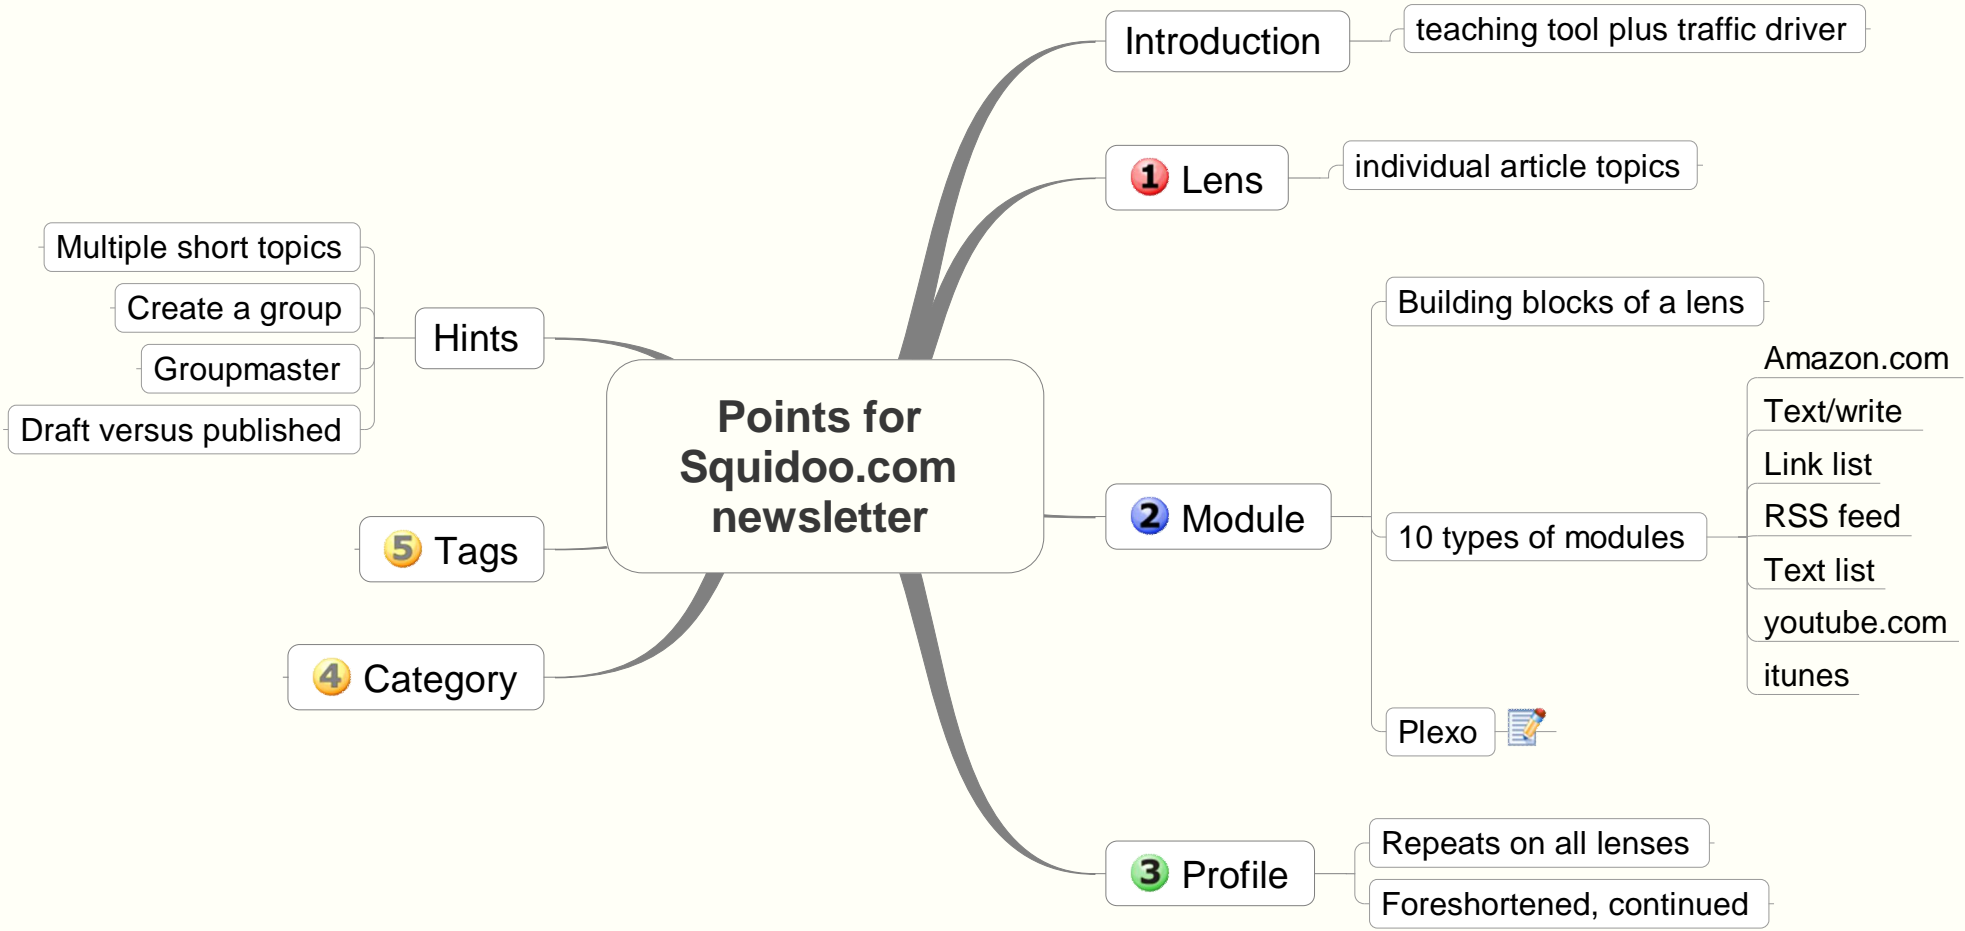 Points for
Squidoo.com
newsletter
Introduction
teaching tool plus traffic driver
1 Lens
individual article topics
2 Module
Building blocks of a lens
10 types of modules
Amazon.com
Text/write
Link list
RSS feed
Text list
youtube.com
itunes
Plexo
3 Profile
Repeats on all lenses
Foreshortened, continued
4 Category
5 Tags
Hints
Multiple short topics
Create a group
Groupmaster
Draft versus published